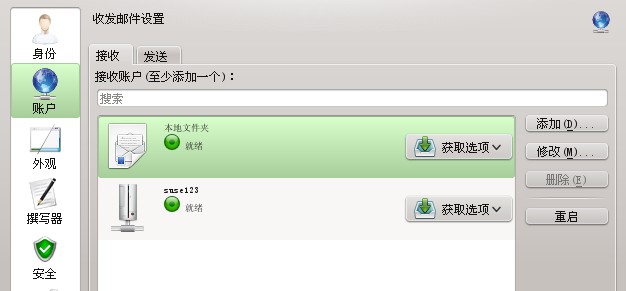 收发邮件设置
身份
账户
外观
撰写器
安全
接收
发送
接收账户(至少添加一个)：
搜索
本地文件夹
就绪
获取选项
suse123
就绪
获取选项
添加(D)...
修改(M)...
删除(E)
重启